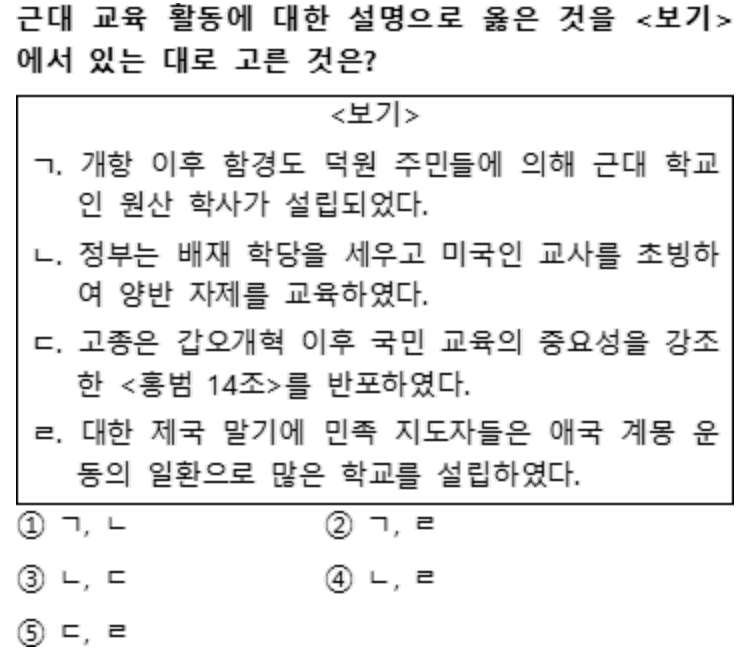 근대 교육 활동에 대한 설명으로 옳은 것을 <보기>
에서 있는 대로 고른 것은?
<보기>
ㄱ. 개항 이후 함경도 덕원 주민들에 의해 근대 학교
인 원산 학사가 설립되었다.
ㄴ. 정부는 배재 학당을 세우고 미국인 교사를 초빙하
여 양반 자제를 교육하였다.
ㄷ. 고종은 갑오개혁 이후 국민 교육의 중요성을 강조
한 <홍범 14조>를 반포하였다.
ㄹ. 대한 제국 말기에 민족 지도자들은 애국 계몽 운
동의 일환으로 많은 학교를 설립하였다.
① ㄱ, ㄴ ② ㄱ, ㄹ
③ ㄴ, ㄷ ④ ㄴ, ㄹ
⑤ ㄷ, ㄹ